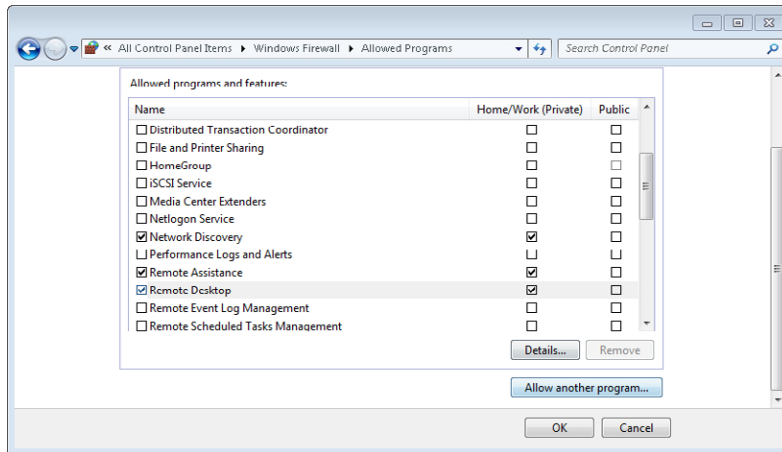 « All Control Panel Items ▸ Windows Firewall ▸ Allowed Programs Search Control Panel
Allowed programs and features:
Name Home/Work (Private) Public
Distributed Transaction Coordinator
File and Printer Sharing
HomeGroup
iSCSI Service
Media Center Extenders
Netlogon Service
Network Discovery
Performance Logs and Alerts
Remote Assistance
Remote Desktop
Remote Event Log Management
Remote Scheduled Tasks Management
Details... Remove
Allow another program...
OK Cancel